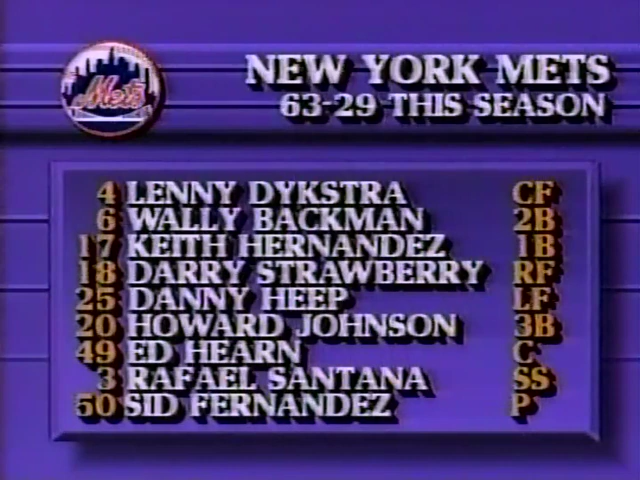 Mets
NEW YORK METS
63-29 THIS SEASON
4 LENNY DYKSTRA CF
6 WALLY BACKMAN 2B
17 KEITH HERNANDEZ 1B
18 DARRY STRAWBERRY RF
25 DANNY HEEP LF
20 HOWARD JOHNSON 3B
49 ED HEARN C
3 RAFAEL SANTANA SS
50 SID FERNANDEZ P